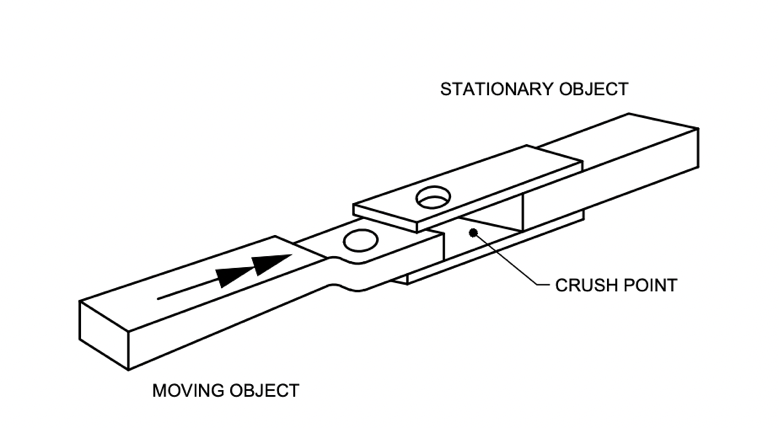 STATIONARY OBJECT
CRUSH POINT
MOVING OBJECT